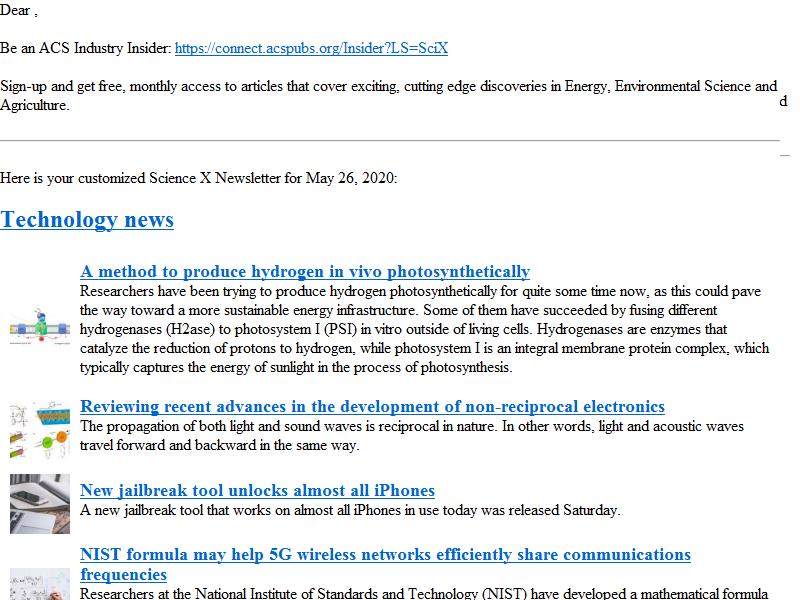 Dear ,
Be an ACS Industry Insider: https://connect.acspubs.org/Insider?LS=SciX
Sign-up and get free, monthly access to articles that cover exciting, cutting edge discoveries in Energy, Environmental Science and
d
Agriculture.
Here is your customized Science X Newsletter for May 26, 2020:
Technology news
A method to produce hydrogen in vivo photosynthetically
Researchers have been trying to produce hydrogen photosynthetically for quite some time now, as this could pave
the way toward a more sustainable energy infrastructure. Some of them have succeeded by fusing different
hydrogenases (H2ase) to photosystem I (PSI) in vitro outside of living cells. Hydrogenases are enzymes that
catalyze the reduction of protons to hydrogen, while photosystem I is an integral membrane protein complex, which
typically captures the energy of sunlight in the process of photosynthesis.
Reviewing recent advances in the development of non-reciprocal electronics
The propagation of both light and sound waves is reciprocal in nature. In other words, light and acoustic waves
travel forward and backward in the same way.
New jailbreak tool unlocks almost all iPhones
A new jailbreak tool that works on almost all iPhones in use today was released Saturday.
NIST formula may help 5G wireless networks efficiently share communications
frequencies
Researchers at the National Institute of Standards and Technology (NIST) have developed a mathematical formula